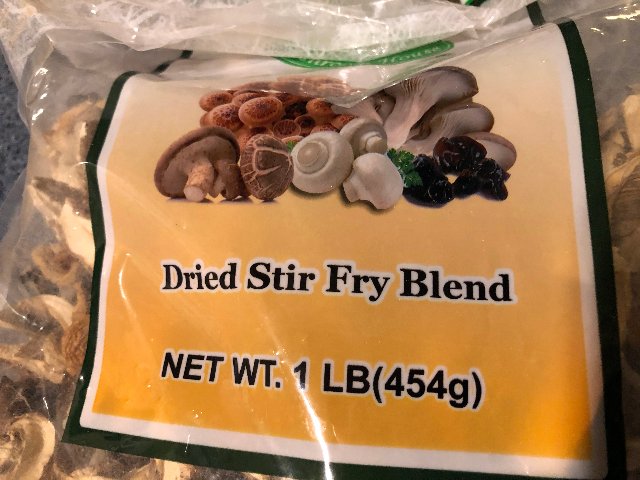 Dried Stir Fry Blend
NET WT. 1 LB(454g)